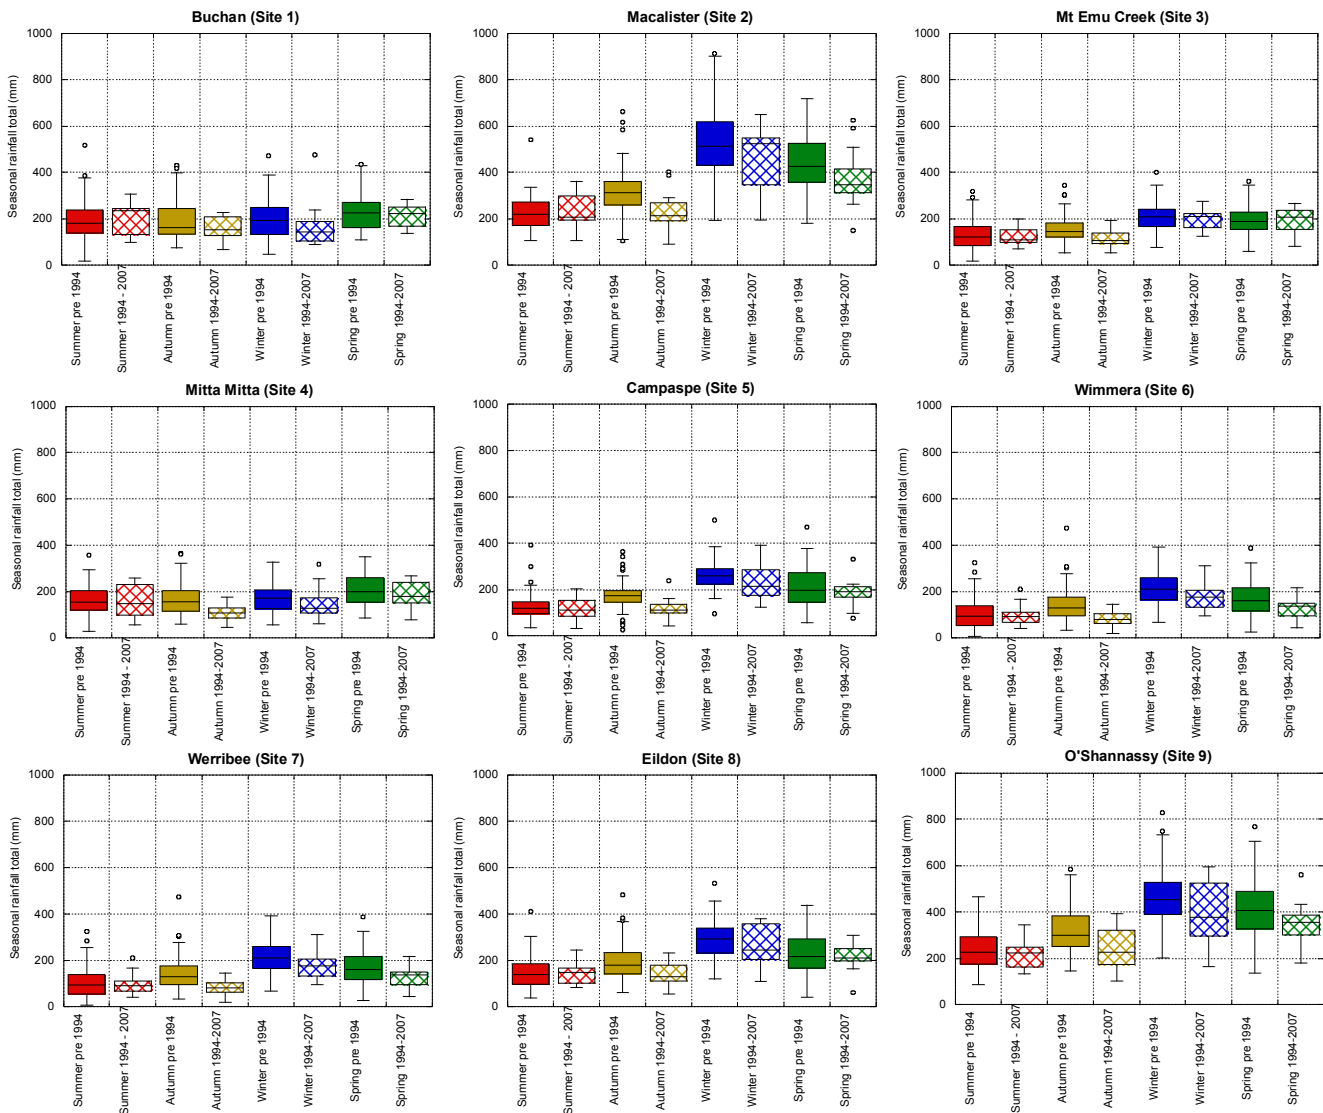 Buchan (Site 1)
Seasonal rainfall total (mm)
1000
800
600
400
200
0
Summer pre 1994
Summer 1994 - 2007
Autumn pre 1994
Autumn 1994-2007
Winter pre 1994
Winter 1994-2007
Spring pre 1994
Spring 1994-2007
Macalister (Site 2)
Seasonal rainfall total (mm)
1000
800
600
400
200
0
Summer pre 1994
Summer 1994 - 2007
Autumn pre 1994
Autumn 1994-2007
Winter pre 1994
Winter 1994-2007
Spring pre 1994
Spring 1994-2007
Mt Emu Creek (Site 3)
Seasonal rainfall total (mm)
1000
800
600
400
200
0
Summer pre 1994
Summer 1994 - 2007
Autumn pre 1994
Autumn 1994-2007
Winter pre 1994
Winter 1994-2007
Spring pre 1994
Spring 1994-2007
Mitta Mitta (Site 4)
Seasonal rainfall total (mm)
1000
800
600
400
200
0
Summer pre 1994
Summer 1994 - 2007
Autumn pre 1994
Autumn 1994-2007
Winter pre 1994
Winter 1994-2007
Spring pre 1994
Spring 1994-2007
Campaspe (Site 5)
Seasonal rainfall total (mm)
1000
800
600
400
200
0
Summer pre 1994
Summer 1994 - 2007
Autumn pre 1994
Autumn 1994-2007
Winter pre 1994
Winter 1994-2007
Spring pre 1994
Spring 1994-2007
Wimmera (Site 6)
Seasonal rainfall total (mm)
1000
800
600
400
200
0
Summer pre 1994
Summer 1994 - 2007
Autumn pre 1994
Autumn 1994-2007
Winter pre 1994
Winter 1994-2007
Spring pre 1994
Spring 1994-2007
Werribee (Site 7)
Seasonal rainfall total (mm)
1000
800
600
400
200
0
Summer pre 1994
Summer 1994 - 2007
Autumn pre 1994
Autumn 1994-2007
Winter pre 1994
Winter 1994-2007
Spring pre 1994
Spring 1994-2007
Eildon (Site 8)
Seasonal rainfall total (mm)
1000
800
600
400
200
0
Summer pre 1994
Summer 1994 - 2007
Autumn pre 1994
Autumn 1994-2007
Winter pre 1994
Winter 1994-2007
Spring pre 1994
Spring 1994-2007
O'Shannassy (Site 9)
Seasonal rainfall total (mm)
1000
800
600
400
200
0
Summer pre 1994
Summer 1994 - 2007
Autumn pre 1994
Autumn 1994-2007
Winter pre 1994
Winter 1994-2007
Spring pre 1994
Spring 1994-2007